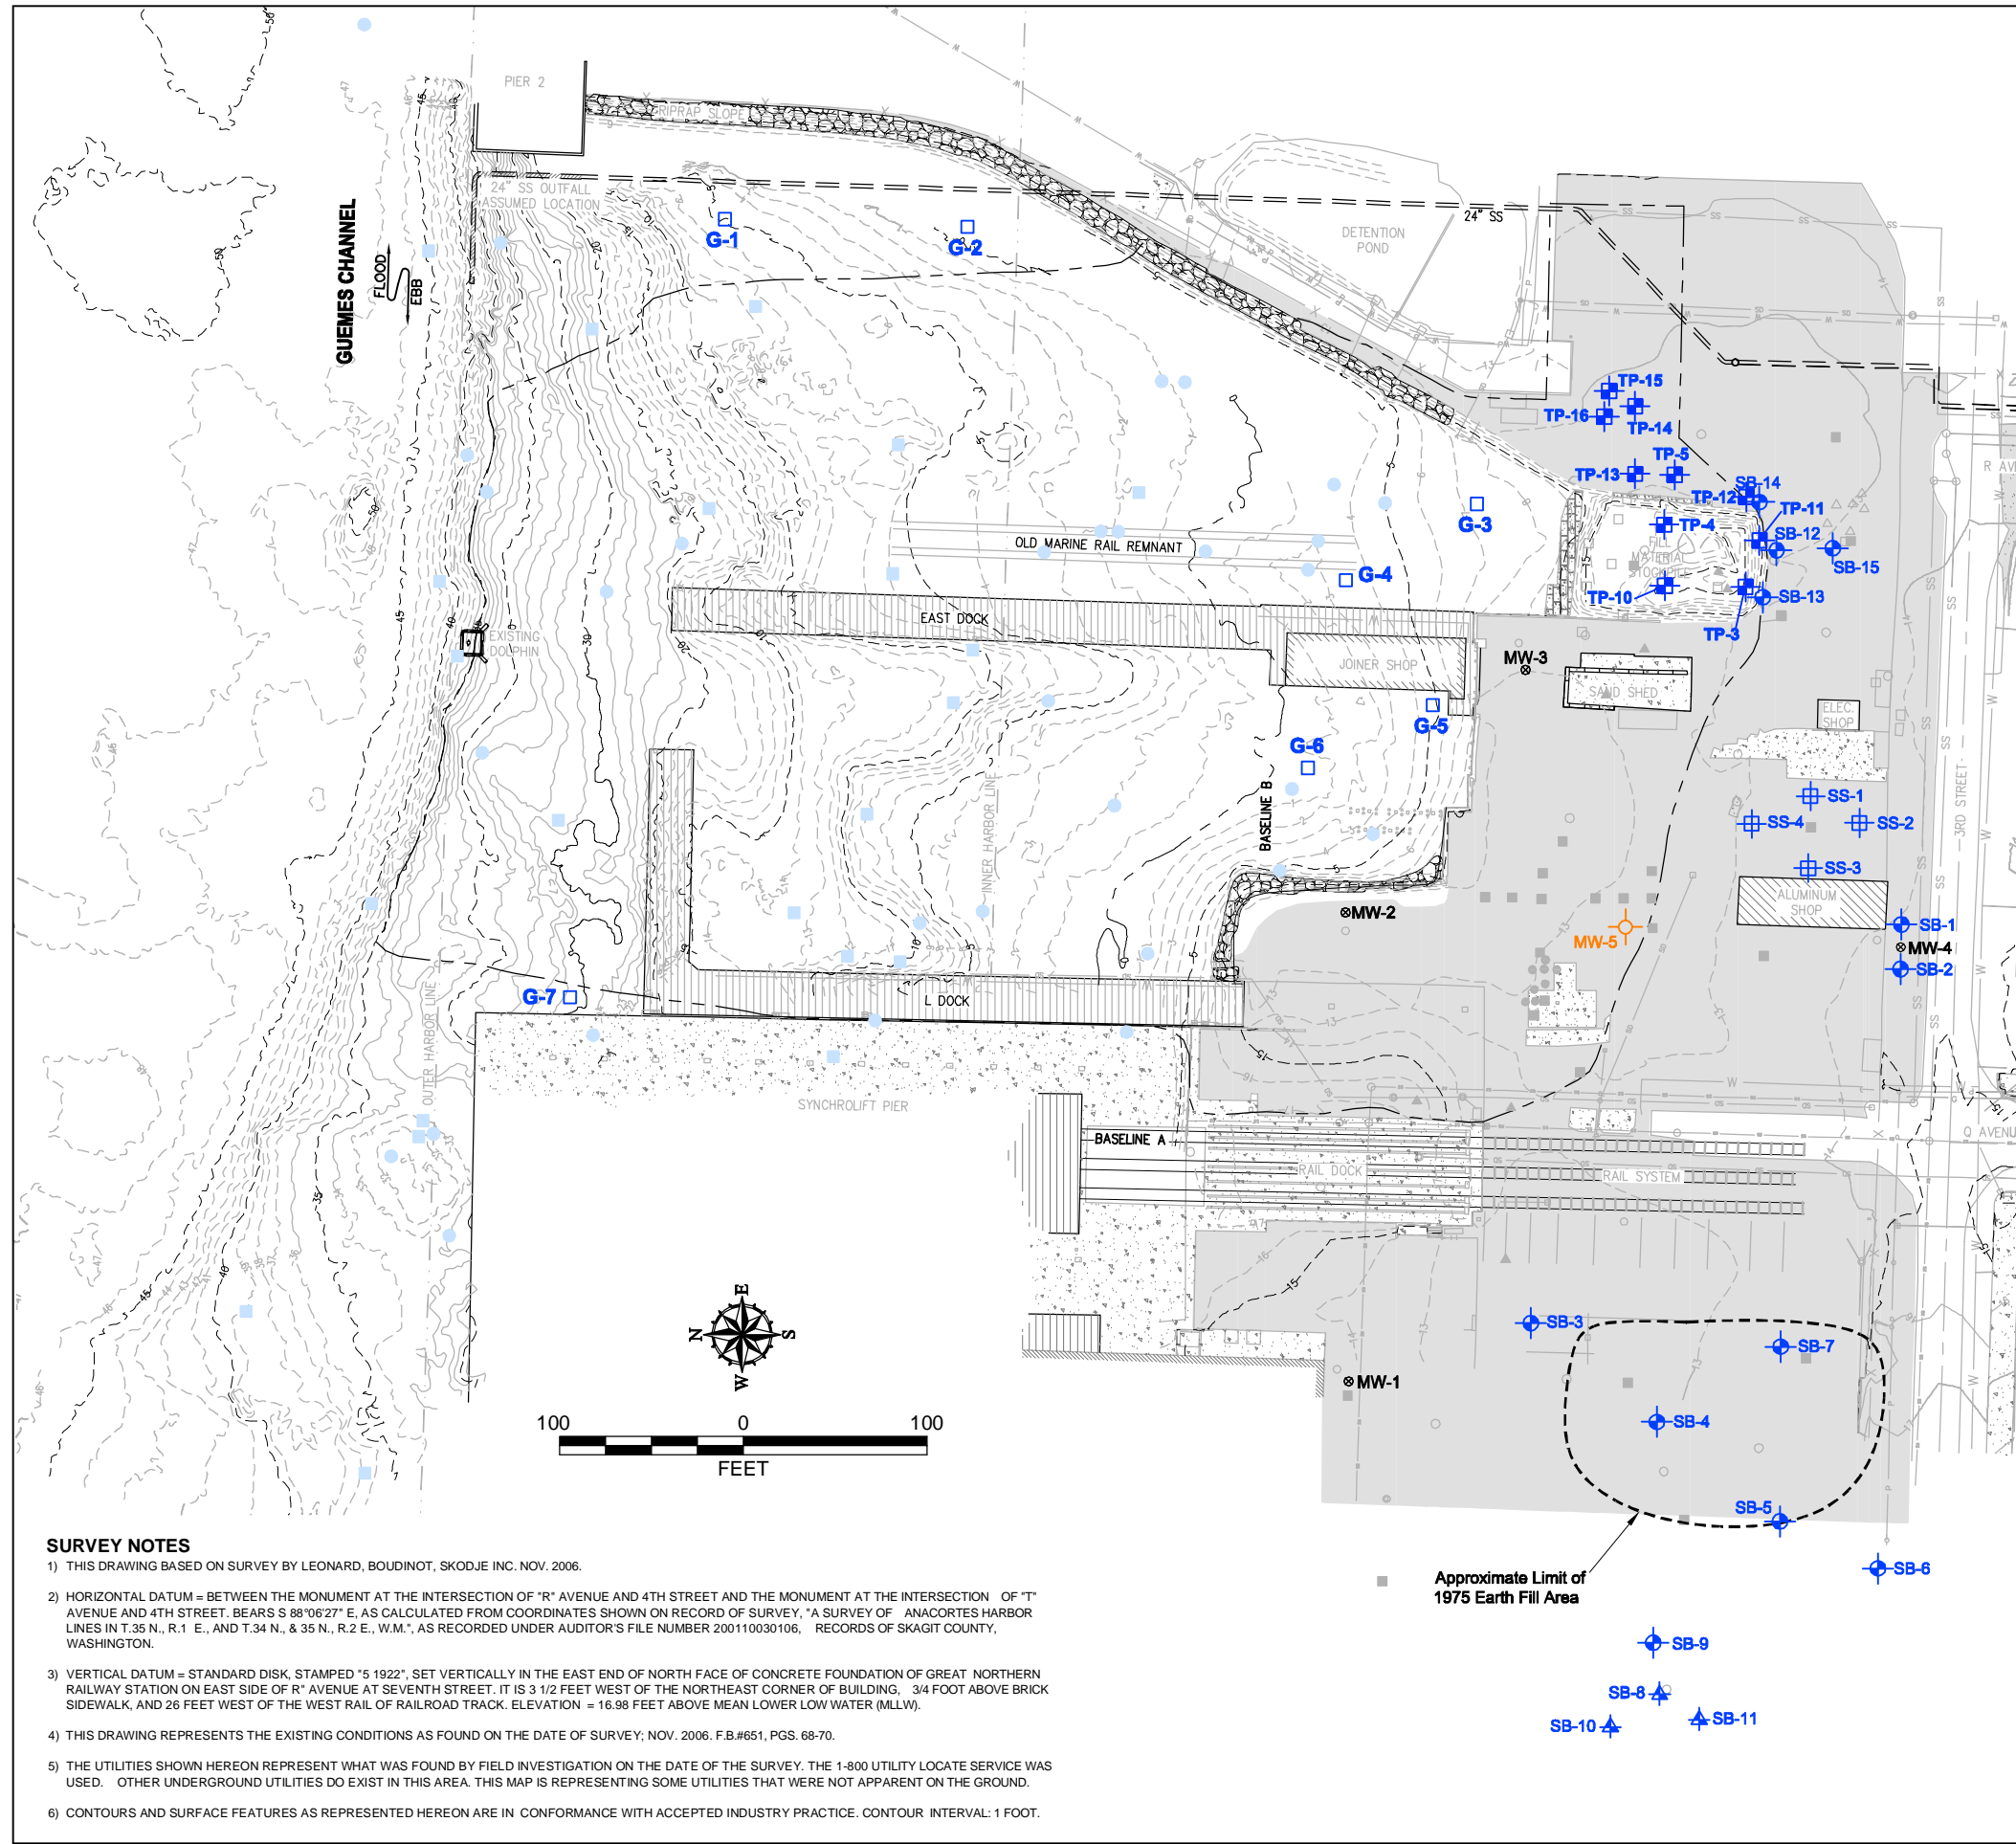 PIER 2
RIPRAP SLOPE
24" SS OUTFALL
ASSUMED LOCATION
GUEMES CHANNEL
FLOOD
EBB
G-1
G-2
24" SS
DETENTION
POND
TP-15
TP-16
TP-14
TP-5
TP-13
SB-14
TP-12
TP-11
TP-4
SB-12
FILL
MATERIAL
SB-15
TP-10
SB-13
TP-3
R AV
G-3
OLD MARINE RAIL REMNANT
G-4
EAST DOCK
EXISTING
DOLPHIN
JOINER SHOP
MW-3
SAND SHED
ELEC.
SHOP
G-5
G-6
BASELINE B
INNER HARBOR LINE
SS-1
SS-4
SS-2
SS-3
3RD STREET
ALUMINUM
SHOP
MW-2
MW-5
SB-1
MW-4
SB-2
G-7
L DOCK
OUTER HARBOR LINE
SYNCHROLIFT PIER
BASELINE A
RAIL DOCK
RAIL SYSTEM
Q AVENU
N
E
S
W
SB-3
SB-7
MW-1
SB-4
SB-5
SB-6
100 0 100
FEET
Approximate Limit of
1975 Earth Fill Area
SB-9
SB-8
SB-10
SB-11
SURVEY NOTES
1) THIS DRAWING BASED ON SURVEY BY LEONARD, BOUDINOT, SKODJE INC. NOV. 2006.
2) HORIZONTAL DATUM = BETWEEN THE MONUMENT AT THE INTERSECTION OF "R" AVENUE AND 4TH STREET AND THE MONUMENT AT THE INTERSECTION OF "T"
AVENUE AND 4TH STREET. BEARS S 88°06'27" E, AS CALCULATED FROM COORDINATES SHOWN ON RECORD OF SURVEY, "A SURVEY OF ANACORTES HARBOR
LINES IN T.35 N., R.1 E., AND T.34 N., & 35 N., R.2 E., W.M.", AS RECORDED UNDER AUDITOR'S FILE NUMBER 200110030106, RECORDS OF SKAGIT COUNTY,
WASHINGTON.
3) VERTICAL DATUM = STANDARD DISK, STAMPED "5 1922", SET VERTICALLY IN THE EAST END OF NORTH FACE OF CONCRETE FOUNDATION OF GREAT NORTHERN
RAILWAY STATION ON EAST SIDE OF R" AVENUE AT SEVENTH STREET. IT IS 3 1/2 FEET WEST OF THE NORTHEAST CORNER OF BUILDING, 3/4 FOOT ABOVE BRICK
SIDEWALK, AND 26 FEET WEST OF THE WEST RAIL OF RAILROAD TRACK. ELEVATION = 16.98 FEET ABOVE MEAN LOWER LOW WATER (MLLW).
4) THIS DRAWING REPRESENTS THE EXISTING CONDITIONS AS FOUND ON THE DATE OF SURVEY; NOV. 2006. F.B.#651, PGS. 68-70.
5) THE UTILITIES SHOWN HEREON REPRESENT WHAT WAS FOUND BY FIELD INVESTIGATION ON THE DATE OF THE SURVEY. THE 1-800 UTILITY LOCATE SERVICE WAS
USED. OTHER UNDERGROUND UTILITIES DO EXIST IN THIS AREA. THIS MAP IS REPRESENTING SOME UTILITIES THAT WERE NOT APPARENT ON THE GROUND.
6) CONTOURS AND SURFACE FEATURES AS REPRESENTED HEREON ARE IN CONFORMANCE WITH ACCEPTED INDUSTRY PRACTICE. CONTOUR INTERVAL: 1 FOOT.